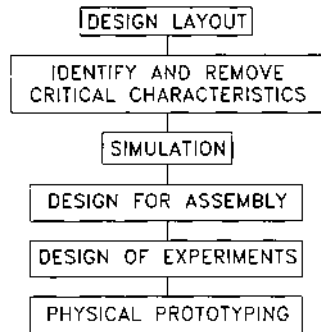 DESIGN LAYOUT
IDENTIFY AND REMOVE
CRITICAL CHARACTERISTICS
SIMULATION
DESIGN FOR ASSEMBLY
DESIGN OF EXPERIMENTS
PHYSICAL PROTOTYPING